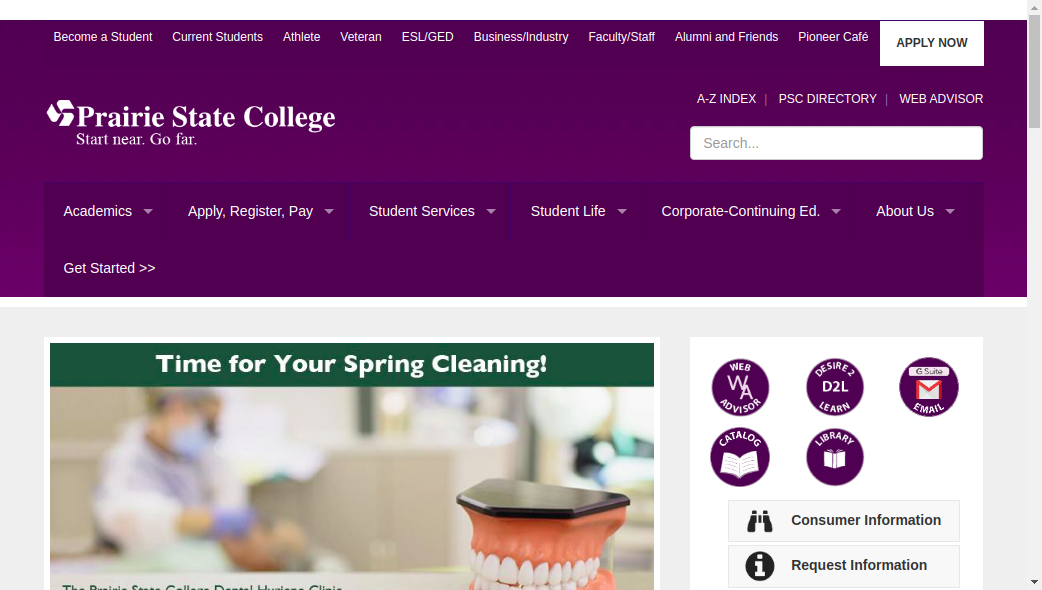 Become a Student Current Students Athlete Veteran ESL/GED Business/Industry Faculty/Staff Alumni and Friends Pioneer Café APPLY NOW
A-Z INDEX | PSC DIRECTORY | WEB ADVISOR
Prairie State College
Start near. Go far.
Search...
Academics Apply, Register, Pay Student Services Student Life Corporate-Continuing Ed. About Us
Get Started >>
Time for Your Spring Cleaning!
The Prairie State College Dental Hygiene Clinic
WEB WA ADVISOR
DESIRE 2 D2L LEARN
G Suite EMAIL
CATALOG
LIBRARY
Consumer Information
Request Information